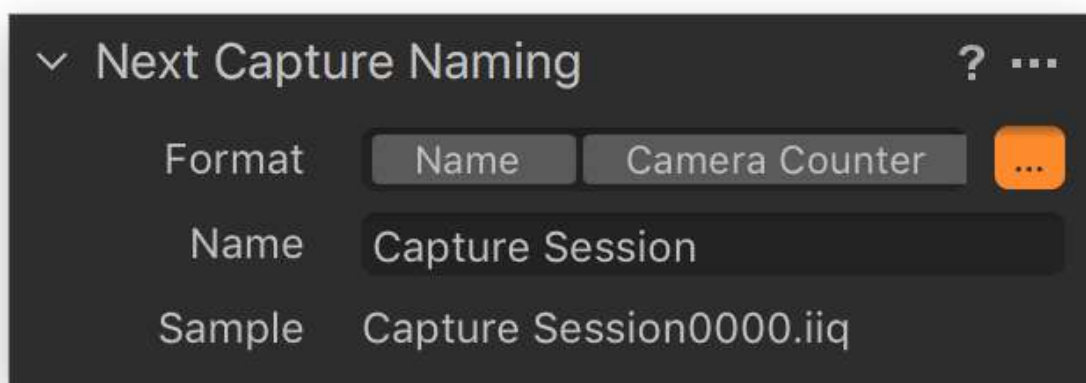 Next Capture Naming ? ...
Format Name Camera Counter ...
Name Capture Session
Sample Capture Session0000.iiq